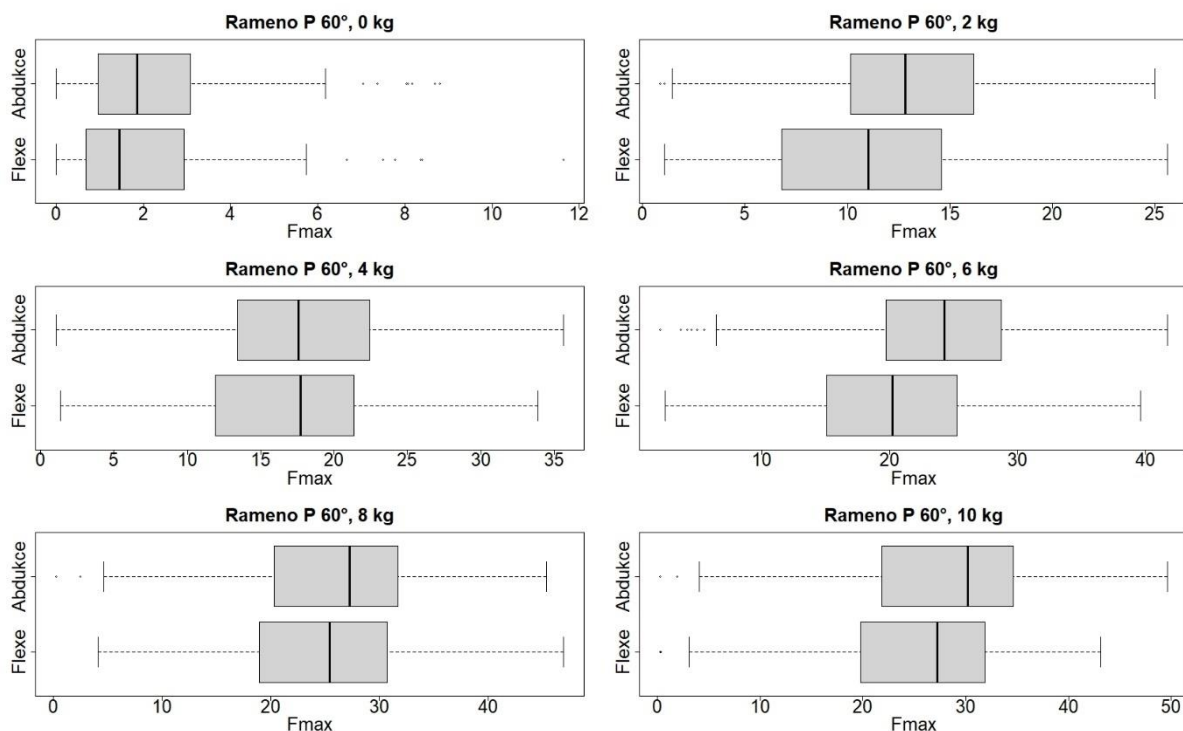 Rameno P 60°, 0 kg
Abdukce
Flexe
0 2 4 6 8 10 12
Fmax
Rameno P 60°, 2 kg
Abdukce
Flexe
0 5 10 15 20 25
Fmax
Rameno P 60°, 4 kg
Abdukce
Flexe
0 5 10 15 20 25 30 35
Fmax
Rameno P 60°, 6 kg
Abdukce
Flexe
10 20 30 40
Fmax
Rameno P 60°, 8 kg
Abdukce
Flexe
0 10 20 30 40
Fmax
Rameno P 60°, 10 kg
Abdukce
Flexe
0 10 20 30 40 50
Fmax